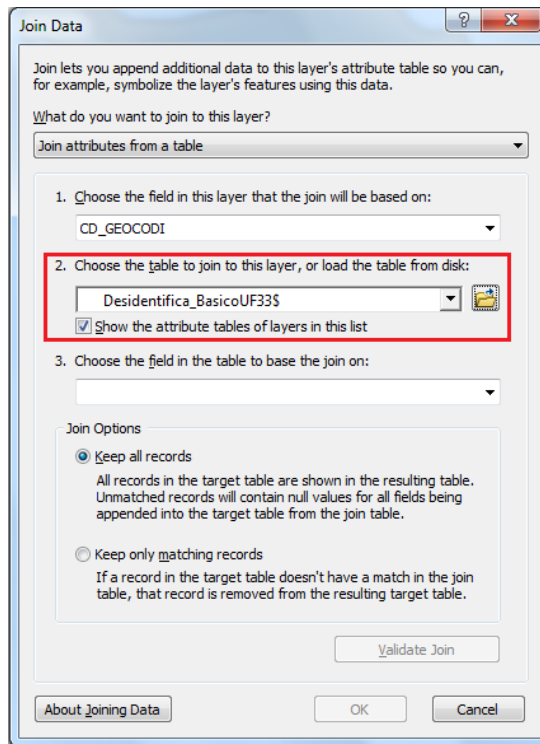 Join Data
Join lets you append additional data to this layer's attribute table so you can,
for example, symbolize the layer's features using this data.
What do you want to join to this layer?
Join attributes from a table
1. Choose the field in this layer that the join will be based on:
CD_GEOCODI
2. Choose the table to join to this layer, or load the table from disk:
Desidentifica_BasicoUF33$
Show the attribute tables of layers in this list
3. Choose the field in the table to base the join on:
Join Options
Keep all records
All records in the target table are shown in the resulting table.
Unmatched records will contain null values for all fields being
appended into the target table from the join table.
Keep only matching records
If a record in the target table doesn't have a match in the join
table, that record is removed from the resulting target table.
Validate Join
About Joining Data
OK
Cancel